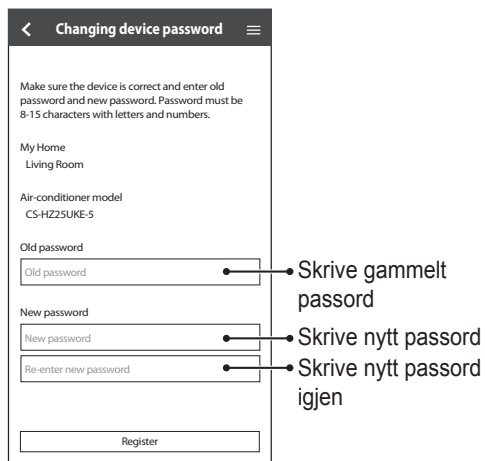 Changing device password
Make sure the device is correct and enter old
password and new password. Password must be
8-15 characters with letters and numbers.
My Home
Living Room
Air-conditioner model
CS-HZ25UKE-5
Old password
Old password
Skrive gammelt
passord
New password
New password
Skrive nytt passord
Re-enter new password
Skrive nytt passord
igjen
Register